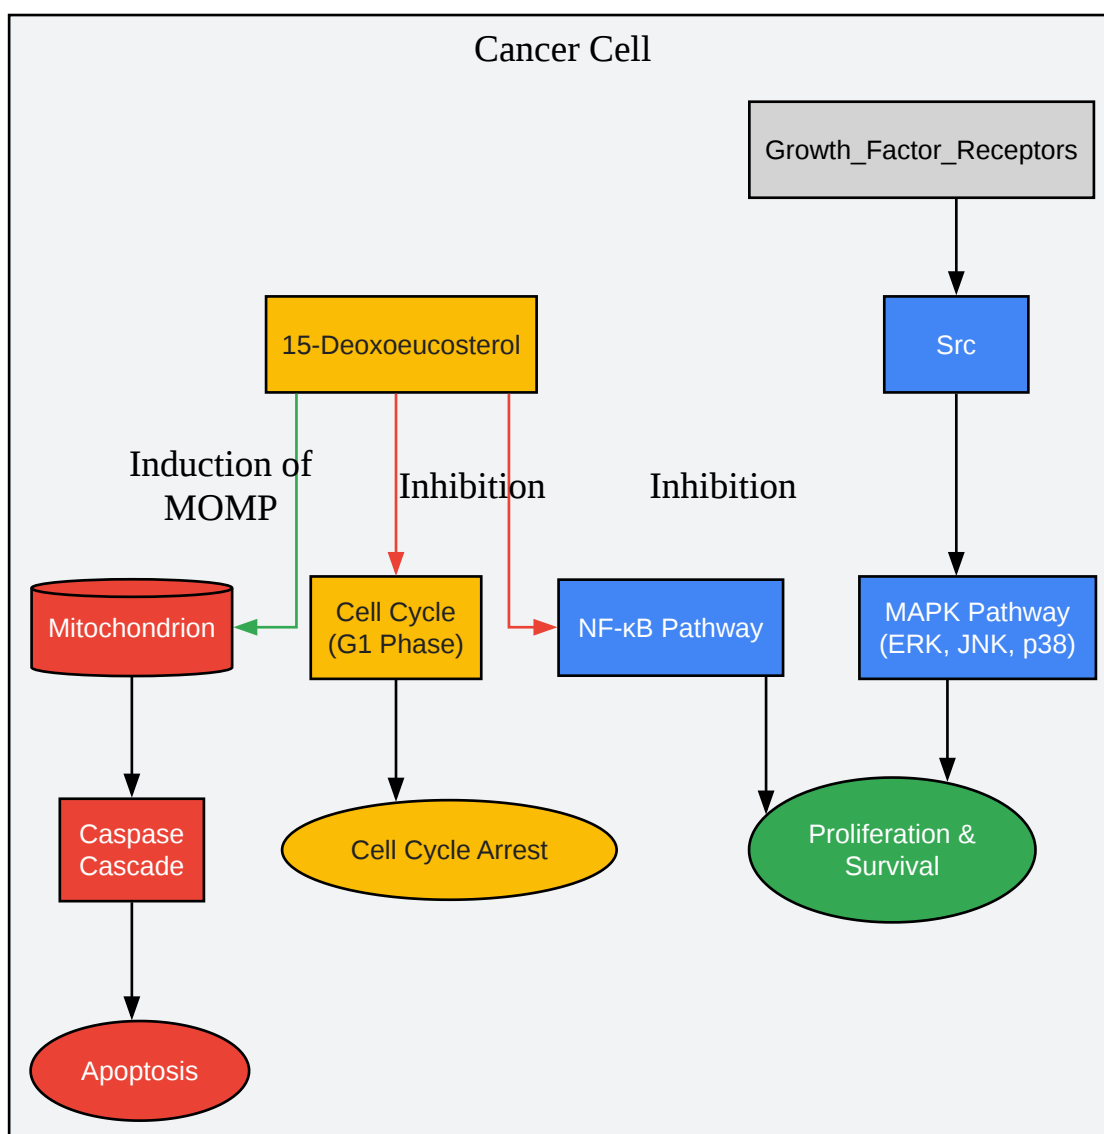 Cancer Cell
Growth_Factor_Receptors
15-Deoxoeucosterol
Src
Induction of
MOMP
Inhibition
Inhibition
Mitochondrion
Cell Cycle
(G1 Phase)
NF-κB Pathway
MAPK Pathway
(ERK, JNK, p38)
Caspase
Cascade
Cell Cycle Arrest
Proliferation &
Survival
Apoptosis